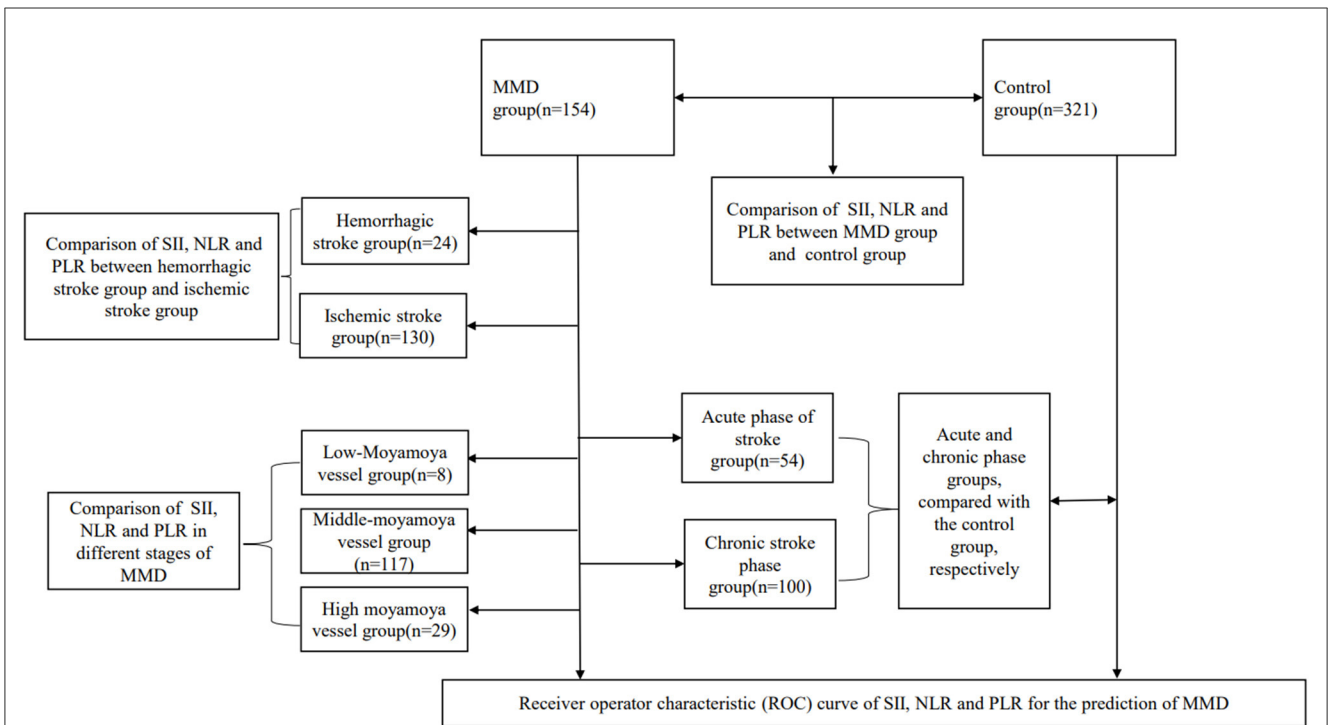 MMD
group(n=154)
Control
group(n=321)
Comparison of SII, NLR and
PLR between MMD group
and control group
Hemorrhagic
stroke group(n=24)
Comparison of SII, NLR and
PLR between hemorrhagic
stroke group and ischemic
stroke group
Ischemic stroke
group(n=130)
Acute phase of
stroke
group(n=54)
Acute and
chronic phase
groups,
compared with
the control
group,
respectively
Low-Moyamoya
vessel group(n=8)
Comparison of SII,
NLR and PLR in
different stages of
MMD
Middle-moyamoya
vessel group
(n=117)
Chronic stroke
phase
group(n=100)
High moyamoya
vessel group(n=29)
Receiver operator characteristic (ROC) curve of SII, NLR and PLR for the prediction of MMD